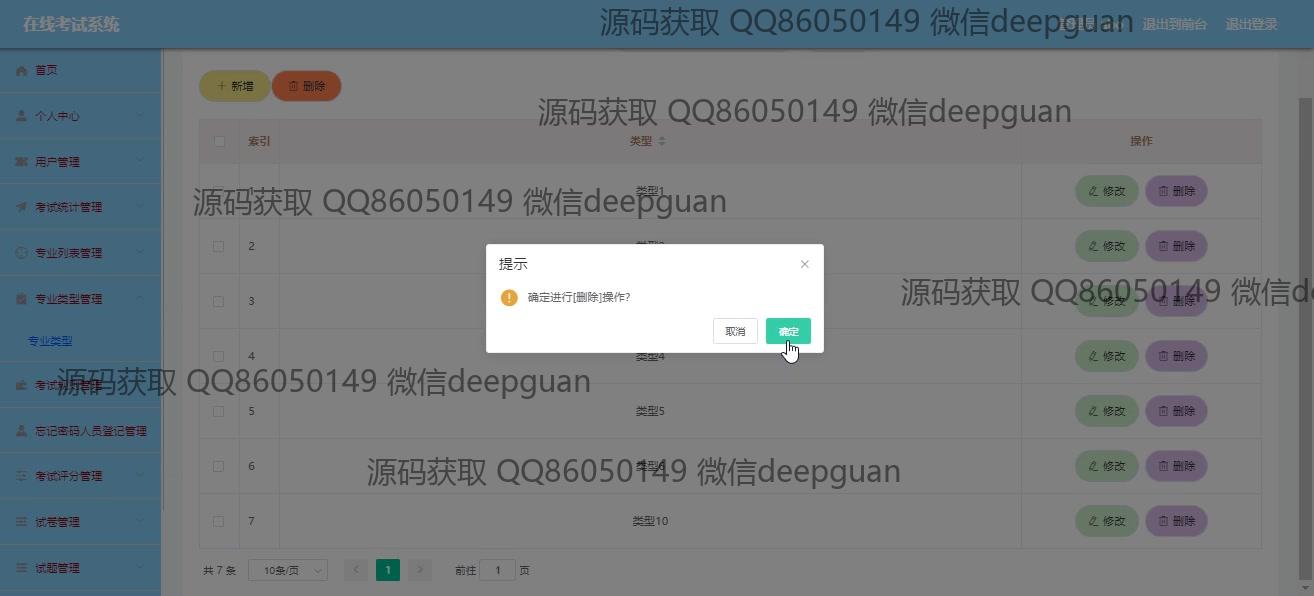 在线考试系统
源码获取 QQ86050149 微信deepguan
退出到前台
退出登录
首页
个人中心
用户管理
考试统计管理
专业列表管理
专业类型管理
专业类型
忘记密码人员登记管理
考试评分管理
试卷管理
试题管理
新增
删除
源码获取 QQ86050149 微信deepguan
索引
类型
操作
类型1
修改
删除
源码获取 QQ86050149 微信deepguan
2
修改
删除
提示
确定进行[删除]操作?
取消
确定
3
修改
删除
源码获取 QQ86050149 微信de
4
类型4
修改
删除
源码获取 QQ86050149 微信deepguan
5
类型5
修改
删除
6
类型6
修改
删除
源码获取 QQ86050149 微信deepguan
7
类型10
修改
删除
共 7 条
10条/页
1
前往
1
页